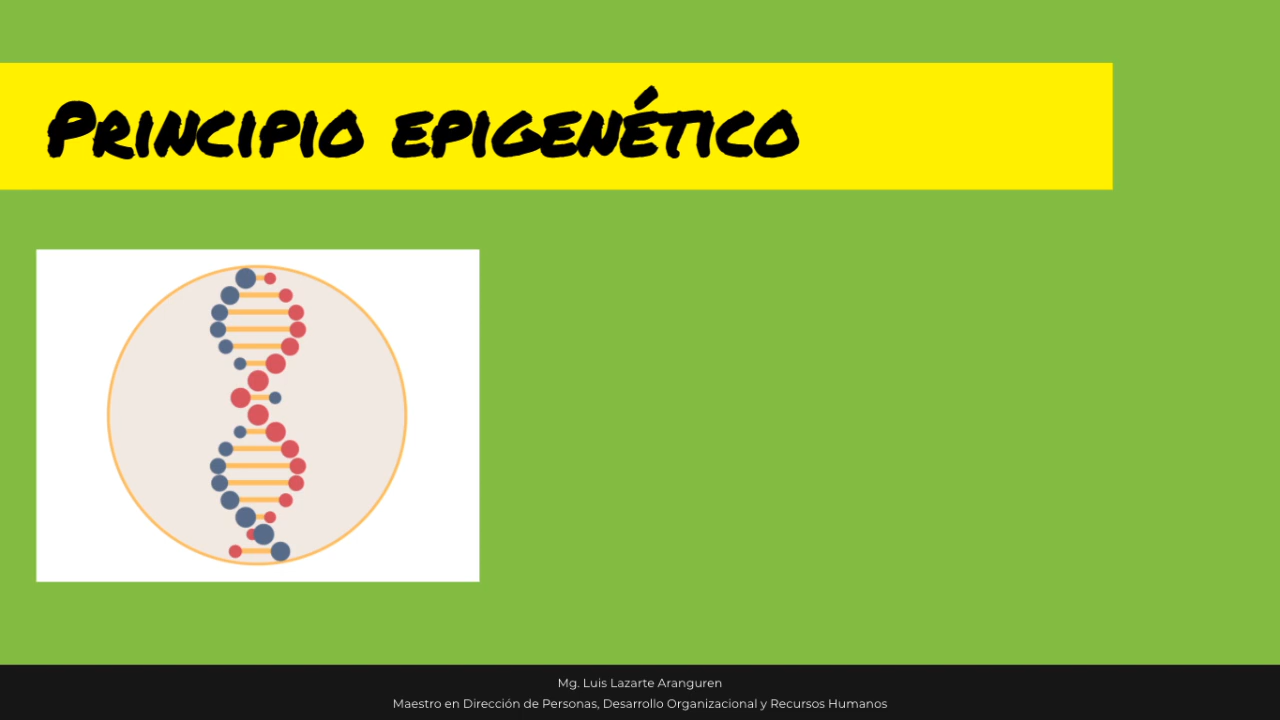 Principio epigenético
Mg. Luis Lazarte Aranguren
Maestro en Dirección de Personas, Desarrollo Organizacional y Recursos Humanos